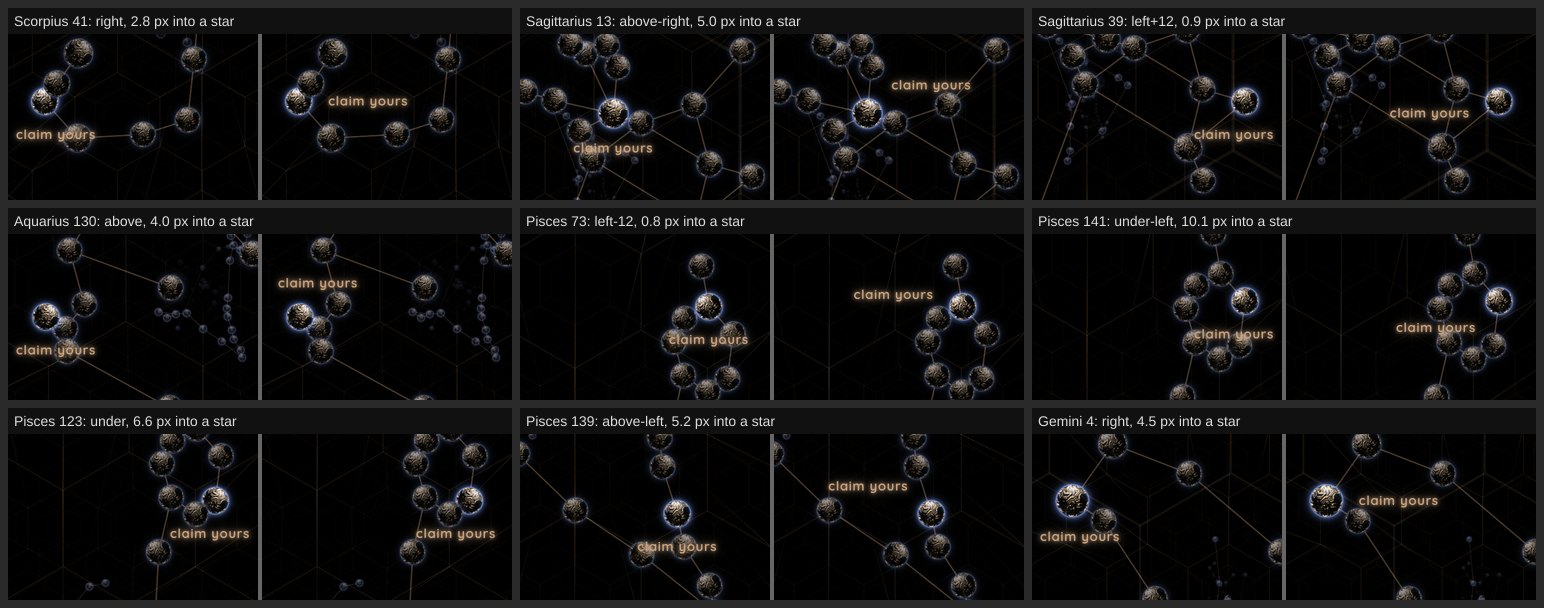 Scorpius 41: right, 2.8 px into a star
claim yours
claim yours
Sagittarius 13: above-right, 5.0 px into a star
claim yours
claim yours
Sagittarius 39: left+12, 0.9 px into a star
claim yours
claim yours
Aquarius 130: above, 4.0 px into a star
claim yours
claim yours
Pisces 73: left-12, 0.8 px into a star
claim yours
claim yours
Pisces 141: under-left, 10.1 px into a star
claim yours
claim yours
Pisces 123: under, 6.6 px into a star
claim yours
claim yours
Pisces 139: above-left, 5.2 px into a star
claim yours
claim yours
Gemini 4: right, 4.5 px into a star
claim yours
claim yours